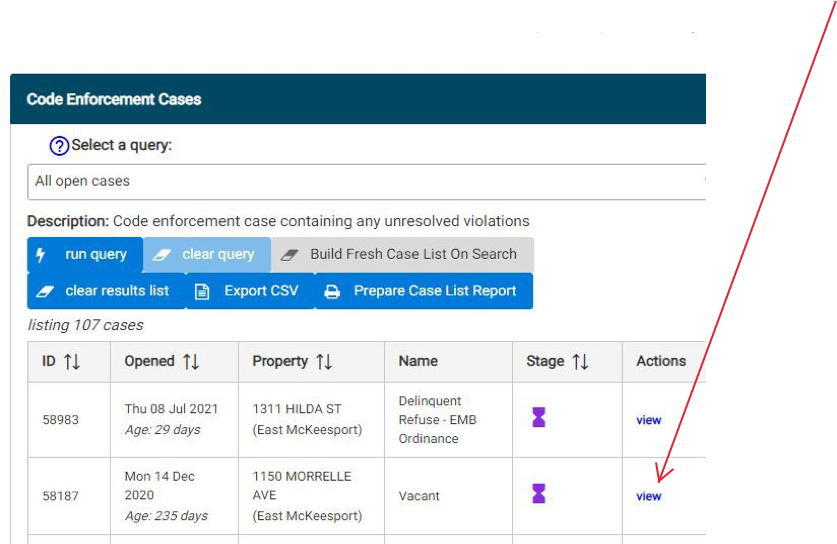 Code Enforcement Cases
Select a query:
All open cases
Description: Code enforcement case containing any unresolved violations
run query clear query Build Fresh Case List On Search
clear results list Export CSV Prepare Case List Report
listing 107 cases
ID Opened Property Name Stage Actions
58983 Thu 08 Jul 2021 1311 HILDA ST Delinquent view
Age: 29 days (East McKeesport) Refuse - EMB
Ordinance
58187 Mon 14 Dec 1150 MORRELLE Vacant view
2020 AVE
Age: 235 days (East McKeesport)